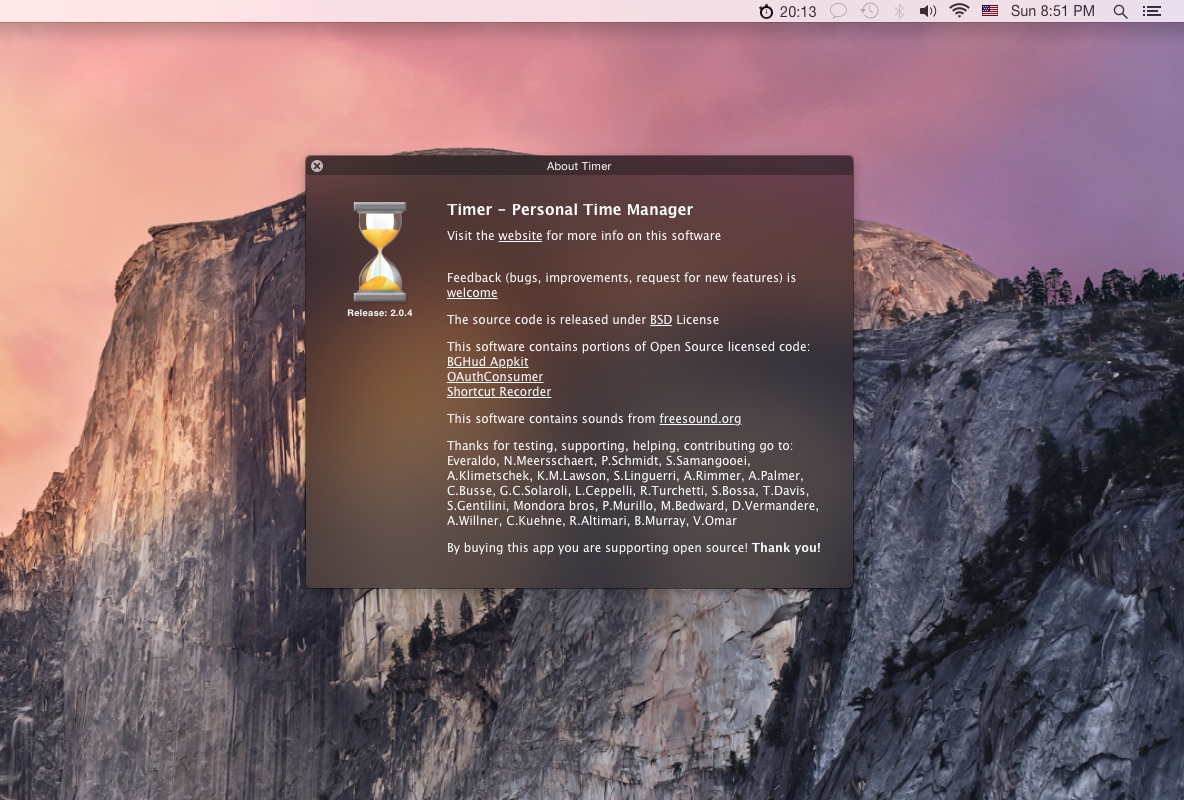 20:13 Sun 8:51 PM
About Timer
Timer – Personal Time Manager
Visit the website for more info on this software
Feedback (bugs, improvements, request for new features) is
welcome
Release: 2.0.4
The source code is released under BSD License
This software contains portions of Open Source licensed code:
BGHud Appkit
OAuthConsumer
Shortcut Recorder
This software contains sounds from freesound.org
Thanks for testing, supporting, helping, contributing go to:
Everaldo, N.Meersschaert, P.Schmidt, S.Samangooei,
A.Klimetschek, K.M.Lawson, S.Linguerri, A.Rimmer, A.Palmer,
C.Busse, G.C.Solaroli, L.Ceppelli, R.Turchetti, S.Bossa, T.Davis,
S.Gentilini, Mondora bros, P.Murillo, M.Bedward, D.Vermandere,
A.Willner, C.Kuehne, R.Altimari, B.Murray, V.Omar
By buying this app you are supporting open source! Thank you!